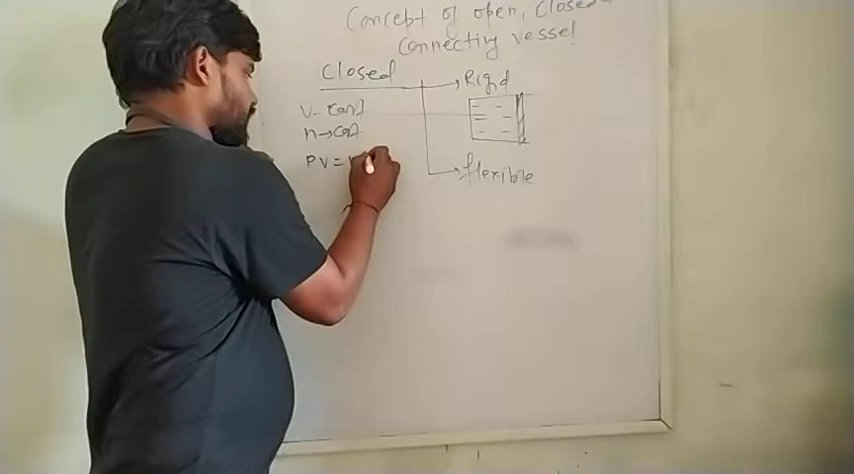 Concept of open, Closed
Connecting vessel
Closed
Rigid
V- const
n→const
PV=
flexible